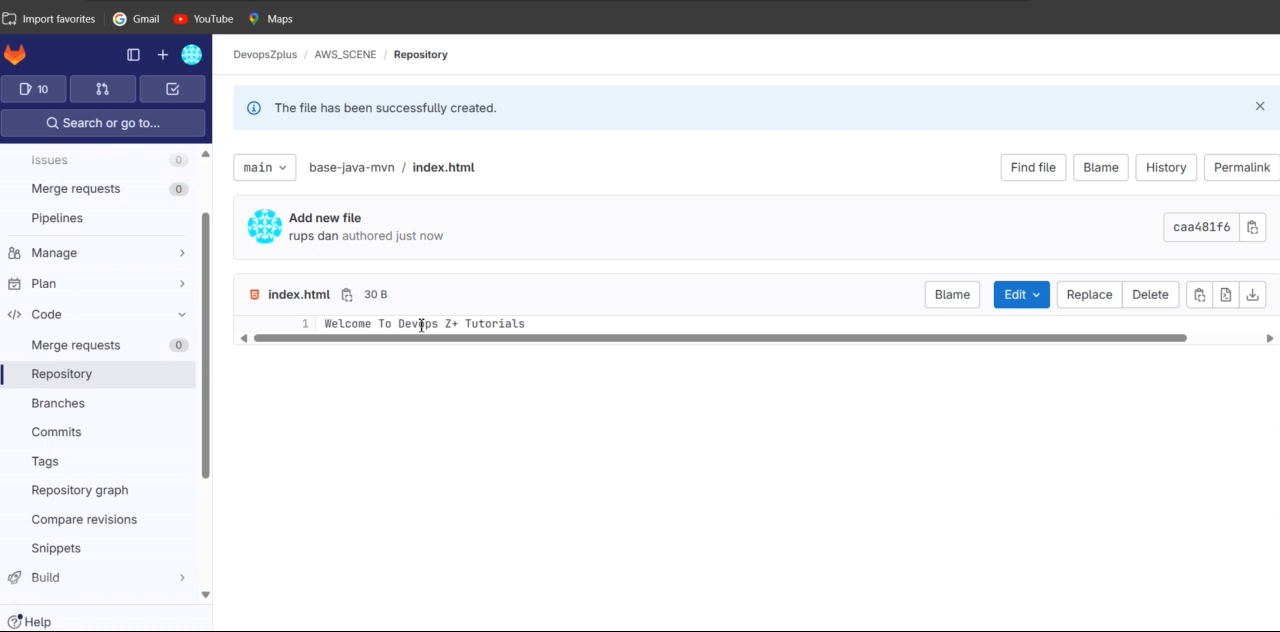 Import favorites Gmail YouTube Maps
DevopsZplus / AWS_SCENE / Repository
10
Search or go to...
The file has been successfully created.
Issues 0
Merge requests 0
Pipelines
Manage
Plan
Code
Merge requests 0
Repository
Branches
Commits
Tags
Repository graph
Compare revisions
Snippets
Build
Help
main base-java-mvn / index.html Find file Blame History Permalink
Add new file
rups dan authored just now
caa481f6
index.html 30 B Blame Edit Replace Delete
1 Welcome To Devops Z+ Tutorials